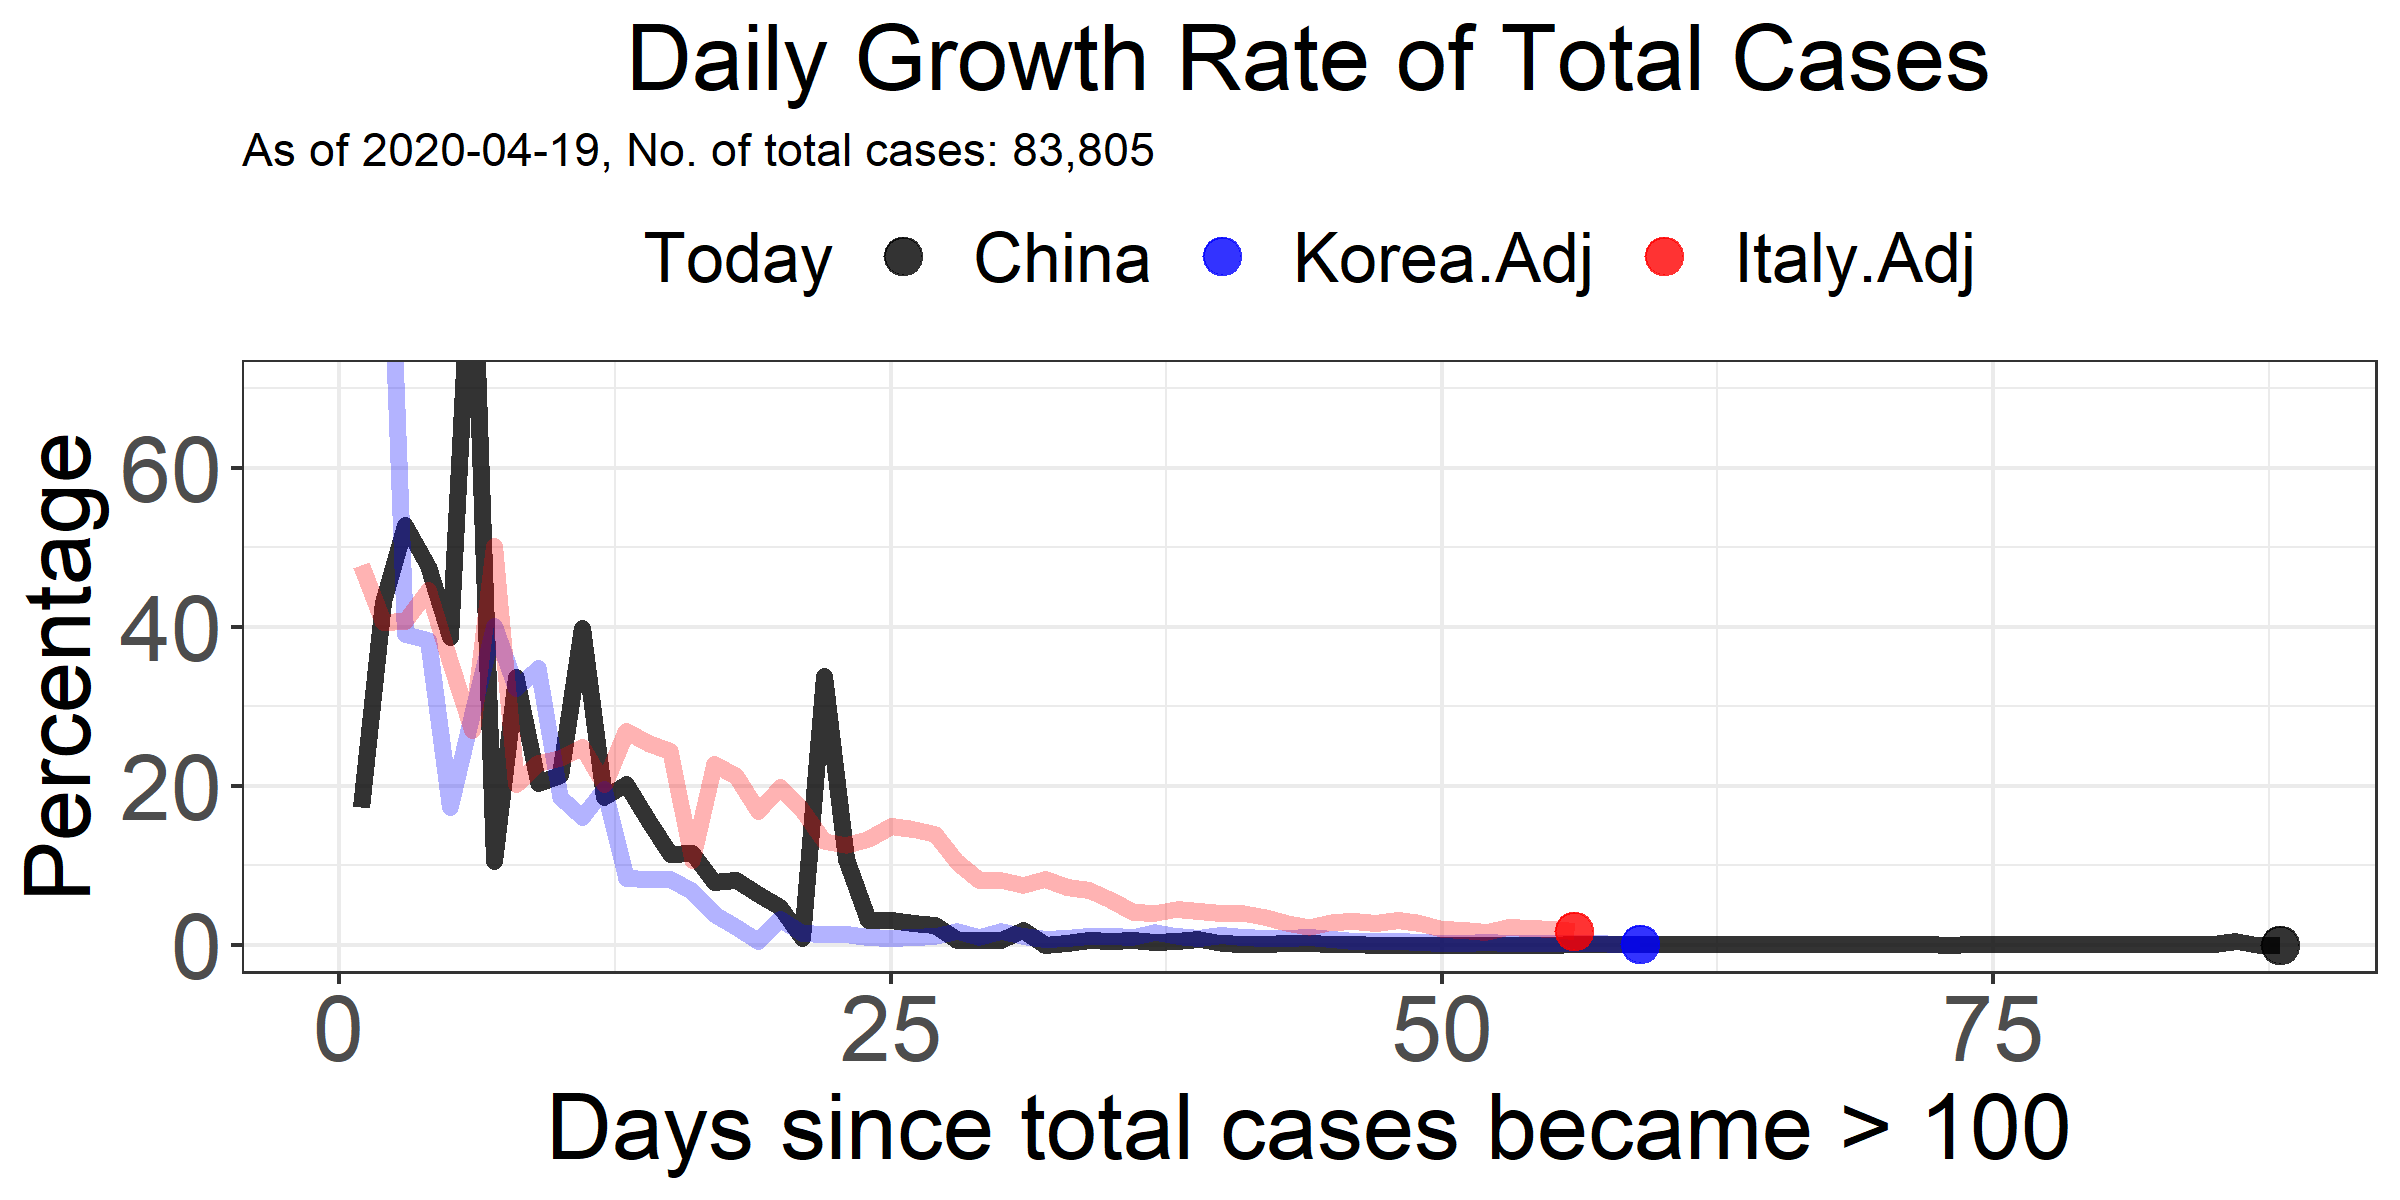 Daily Growth Rate of Total Cases
As of 2020-04-19, No. of total cases: 83,805
Today China Korea.Adj Italy.Adj
Percentage
60
40
20
0
0 25 50 75
Days since total cases became > 100